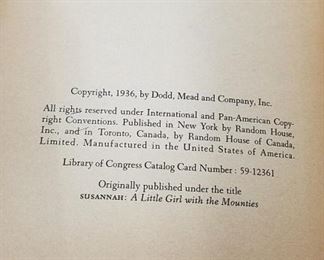 Copyright, 1936, by Dodd, Mead and Company, Inc.
All rights reserved under International and Pan-American Copy-
right Conventions. Published in New York by Random House,
Inc., and in Toronto, Canada, by Random House of Canada,
Limited. Manufactured in the United States of America.
Library of Congress Catalog Card Number: 59-12361
Originally published under the title
SUSANNAH: A Little Girl with the Mounties